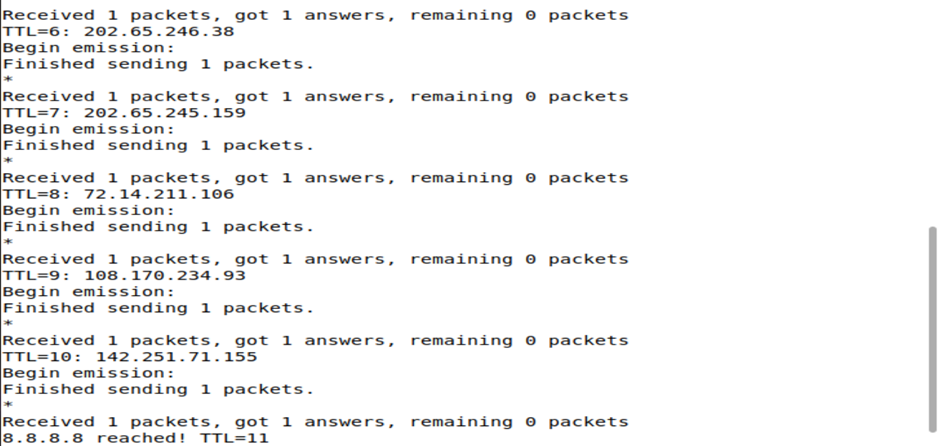 Received 1 packets, got 1 answers, remaining 0 packets
TTL=6: 202.65.246.38
Begin emission:
Finished sending 1 packets.
*
Received 1 packets, got 1 answers, remaining 0 packets
TTL=7: 202.65.245.159
Begin emission:
Finished sending 1 packets.
*
Received 1 packets, got 1 answers, remaining 0 packets
TTL=8: 72.14.211.106
Begin emission:
Finished sending 1 packets.
*
Received 1 packets, got 1 answers, remaining 0 packets
TTL=9: 108.170.234.93
Begin emission:
Finished sending 1 packets.
*
Received 1 packets, got 1 answers, remaining 0 packets
TTL=10: 142.251.71.155
Begin emission:
Finished sending 1 packets.
*
Received 1 packets, got 1 answers, remaining 0 packets
8.8.8.8 reached! TTL=11